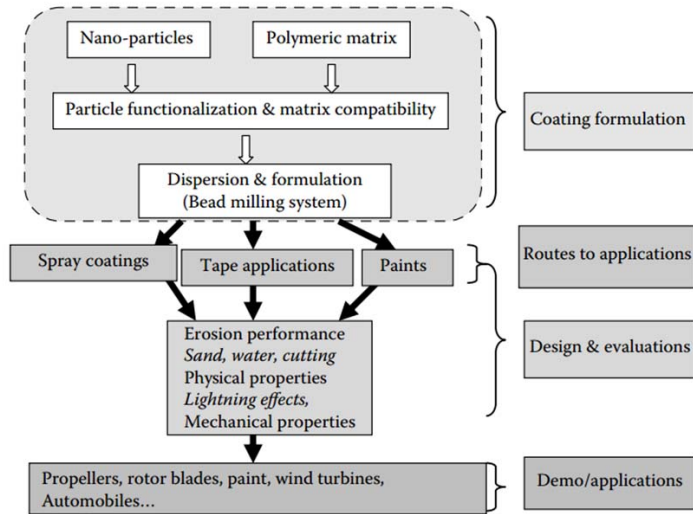 Nano-particles
Polymeric matrix
Particle functionalization & matrix compatibility
Coating formulation
Dispersion & formulation
(Bead milling system)
Spray coatings
Tape applications
Paints
Routes to applications
Erosion performance
Sand, water, cutting
Physical properties
Lightning effects,
Mechanical properties
Design & evaluations
Propellers, rotor blades, paint, wind turbines,
Automobiles...
Demo/applications